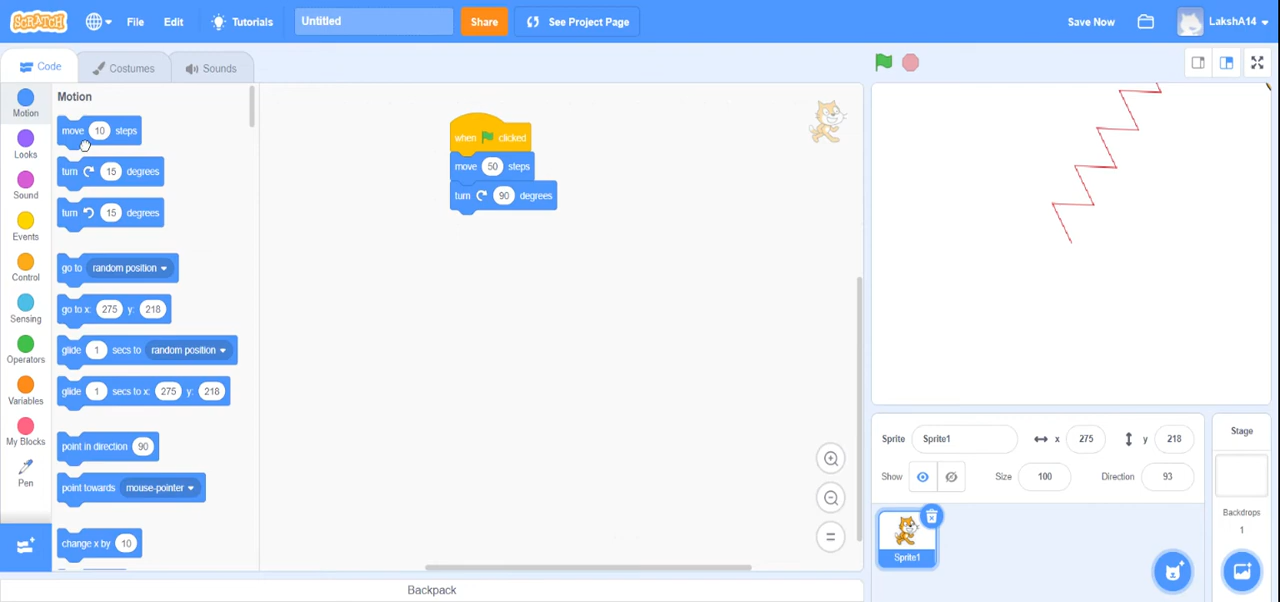 SCRATCH File Edit Tutorials Untitled Share See Project Page Save Now LakshA14
Code Costumes Sounds
Motion
Looks
Sound
Events
Control
Sensing
Operators
Variables
My Blocks
Pen
Motion
move 10 steps
turn 15 degrees
turn 15 degrees
go to random position
go to x: 275 y: 218
glide 1 secs to random position
glide 1 secs to x: 275 y: 218
point in direction 90
point towards mouse-pointer
change x by 10
when clicked
move 50 steps
turn 90 degrees
Sprite Sprite1 x 275 y 218
Show Size 100 Direction 93
Sprite1
Stage
Backdrops
1
Backpack